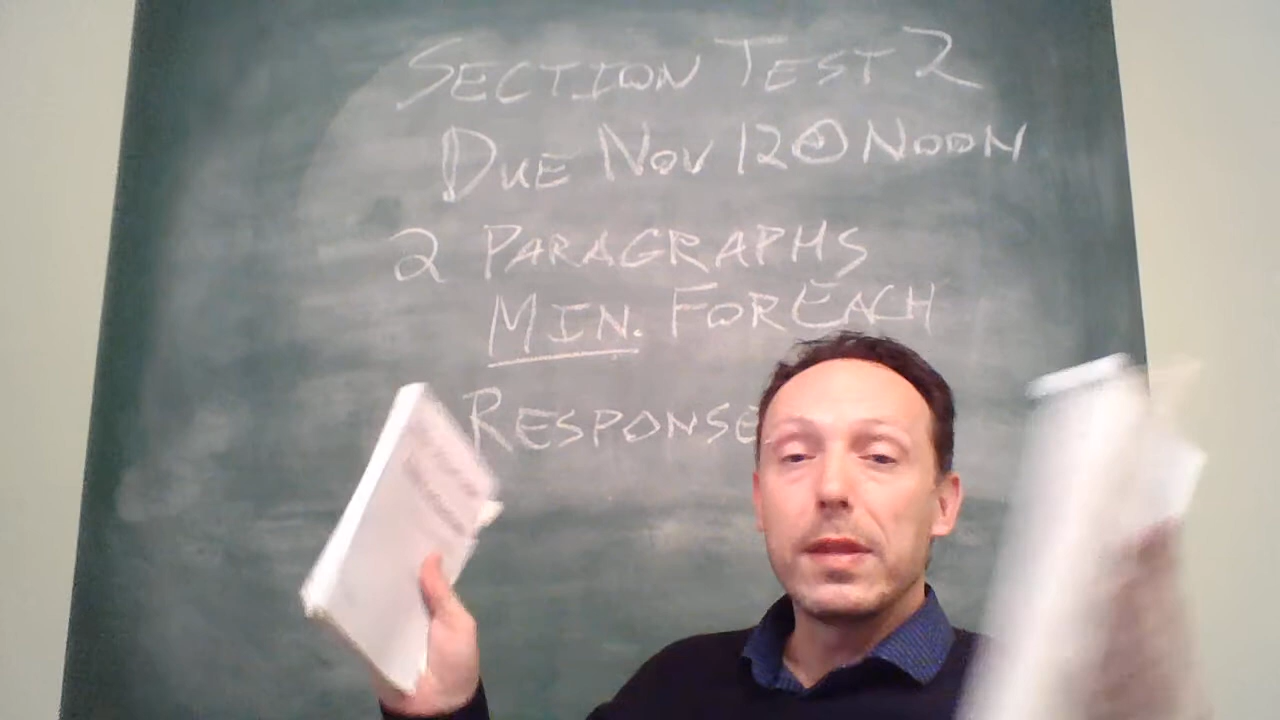 SECTION TEST 2
DUE NOV 12 @ NOON
2 PARAGRAPHS
MIN. FOR EACH
RESPONSE